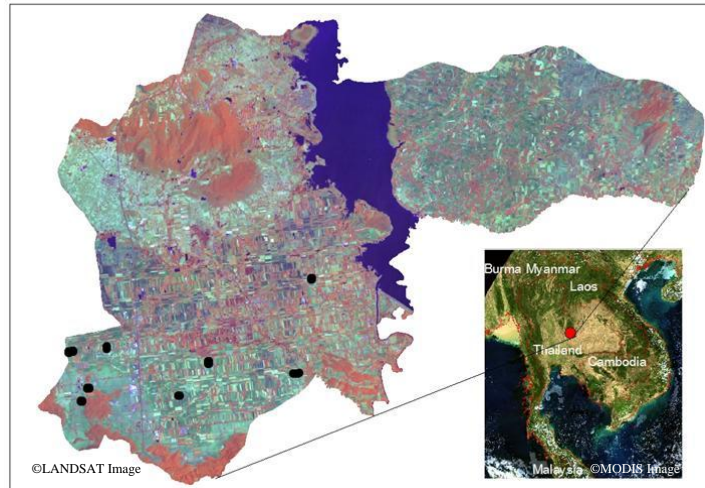 Burma Myanmar
Laos
Thailand
Cambodia
Malaysia
©LANDSAT Image
©MODIS Image